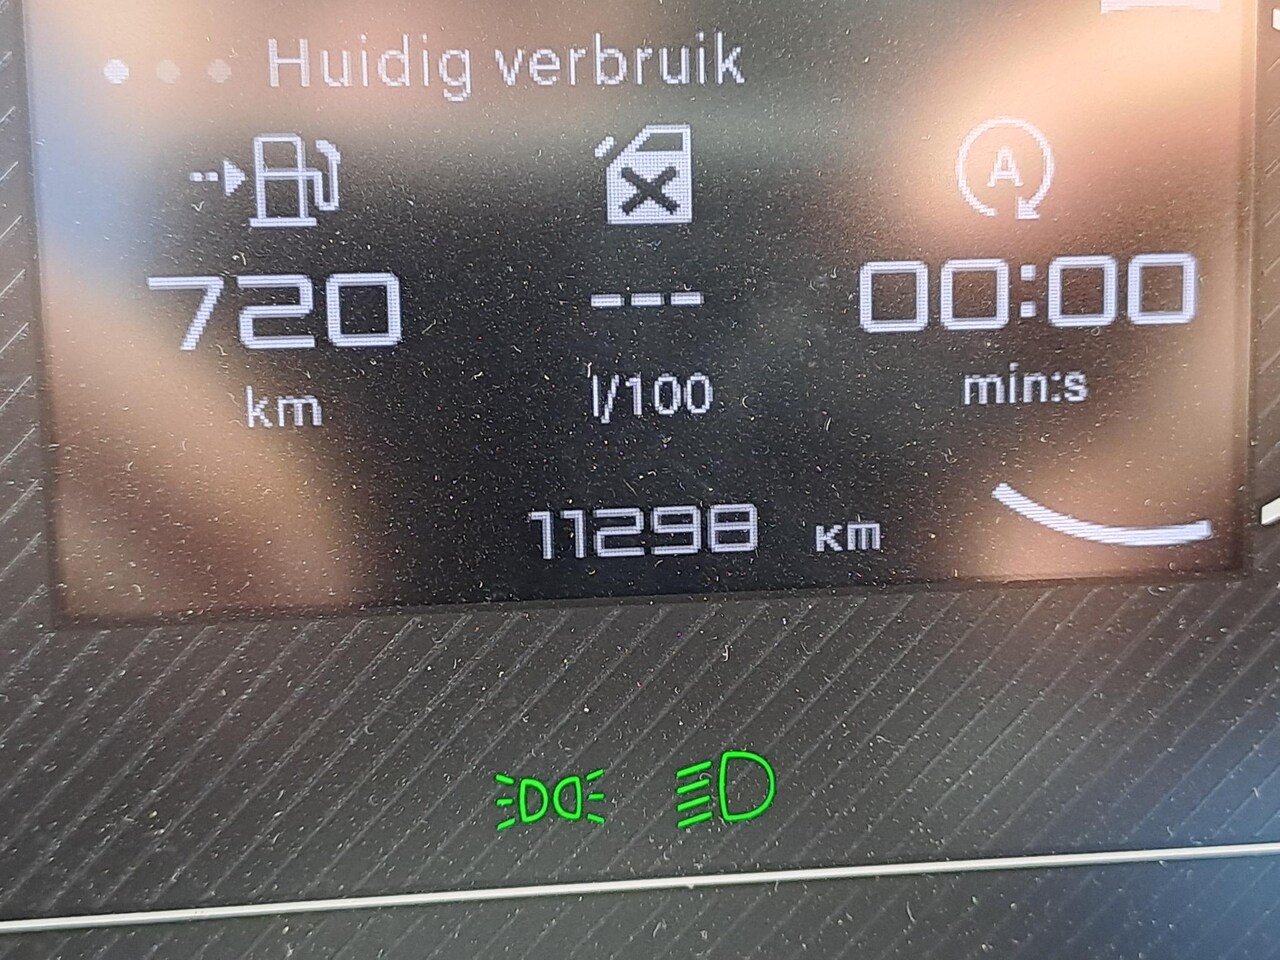 Huidig verbruik
A
720 --- 00:00
km l/100 min:s
11298 km